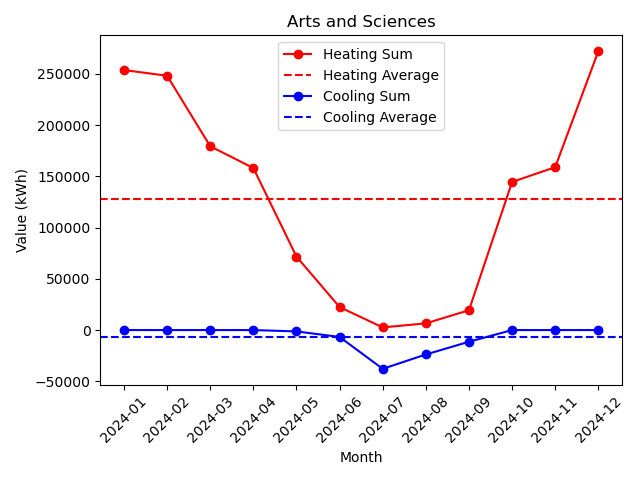 Arts and Sciences
Heating Sum
Heating Average
Cooling Sum
Cooling Average
Value (kWh)
250000
200000
150000
100000
50000
0
−50000
2024-01
2024-02
2024-03
2024-04
2024-05
2024-06
2024-07
2024-08
2024-09
2024-10
2024-11
2024-12
Month